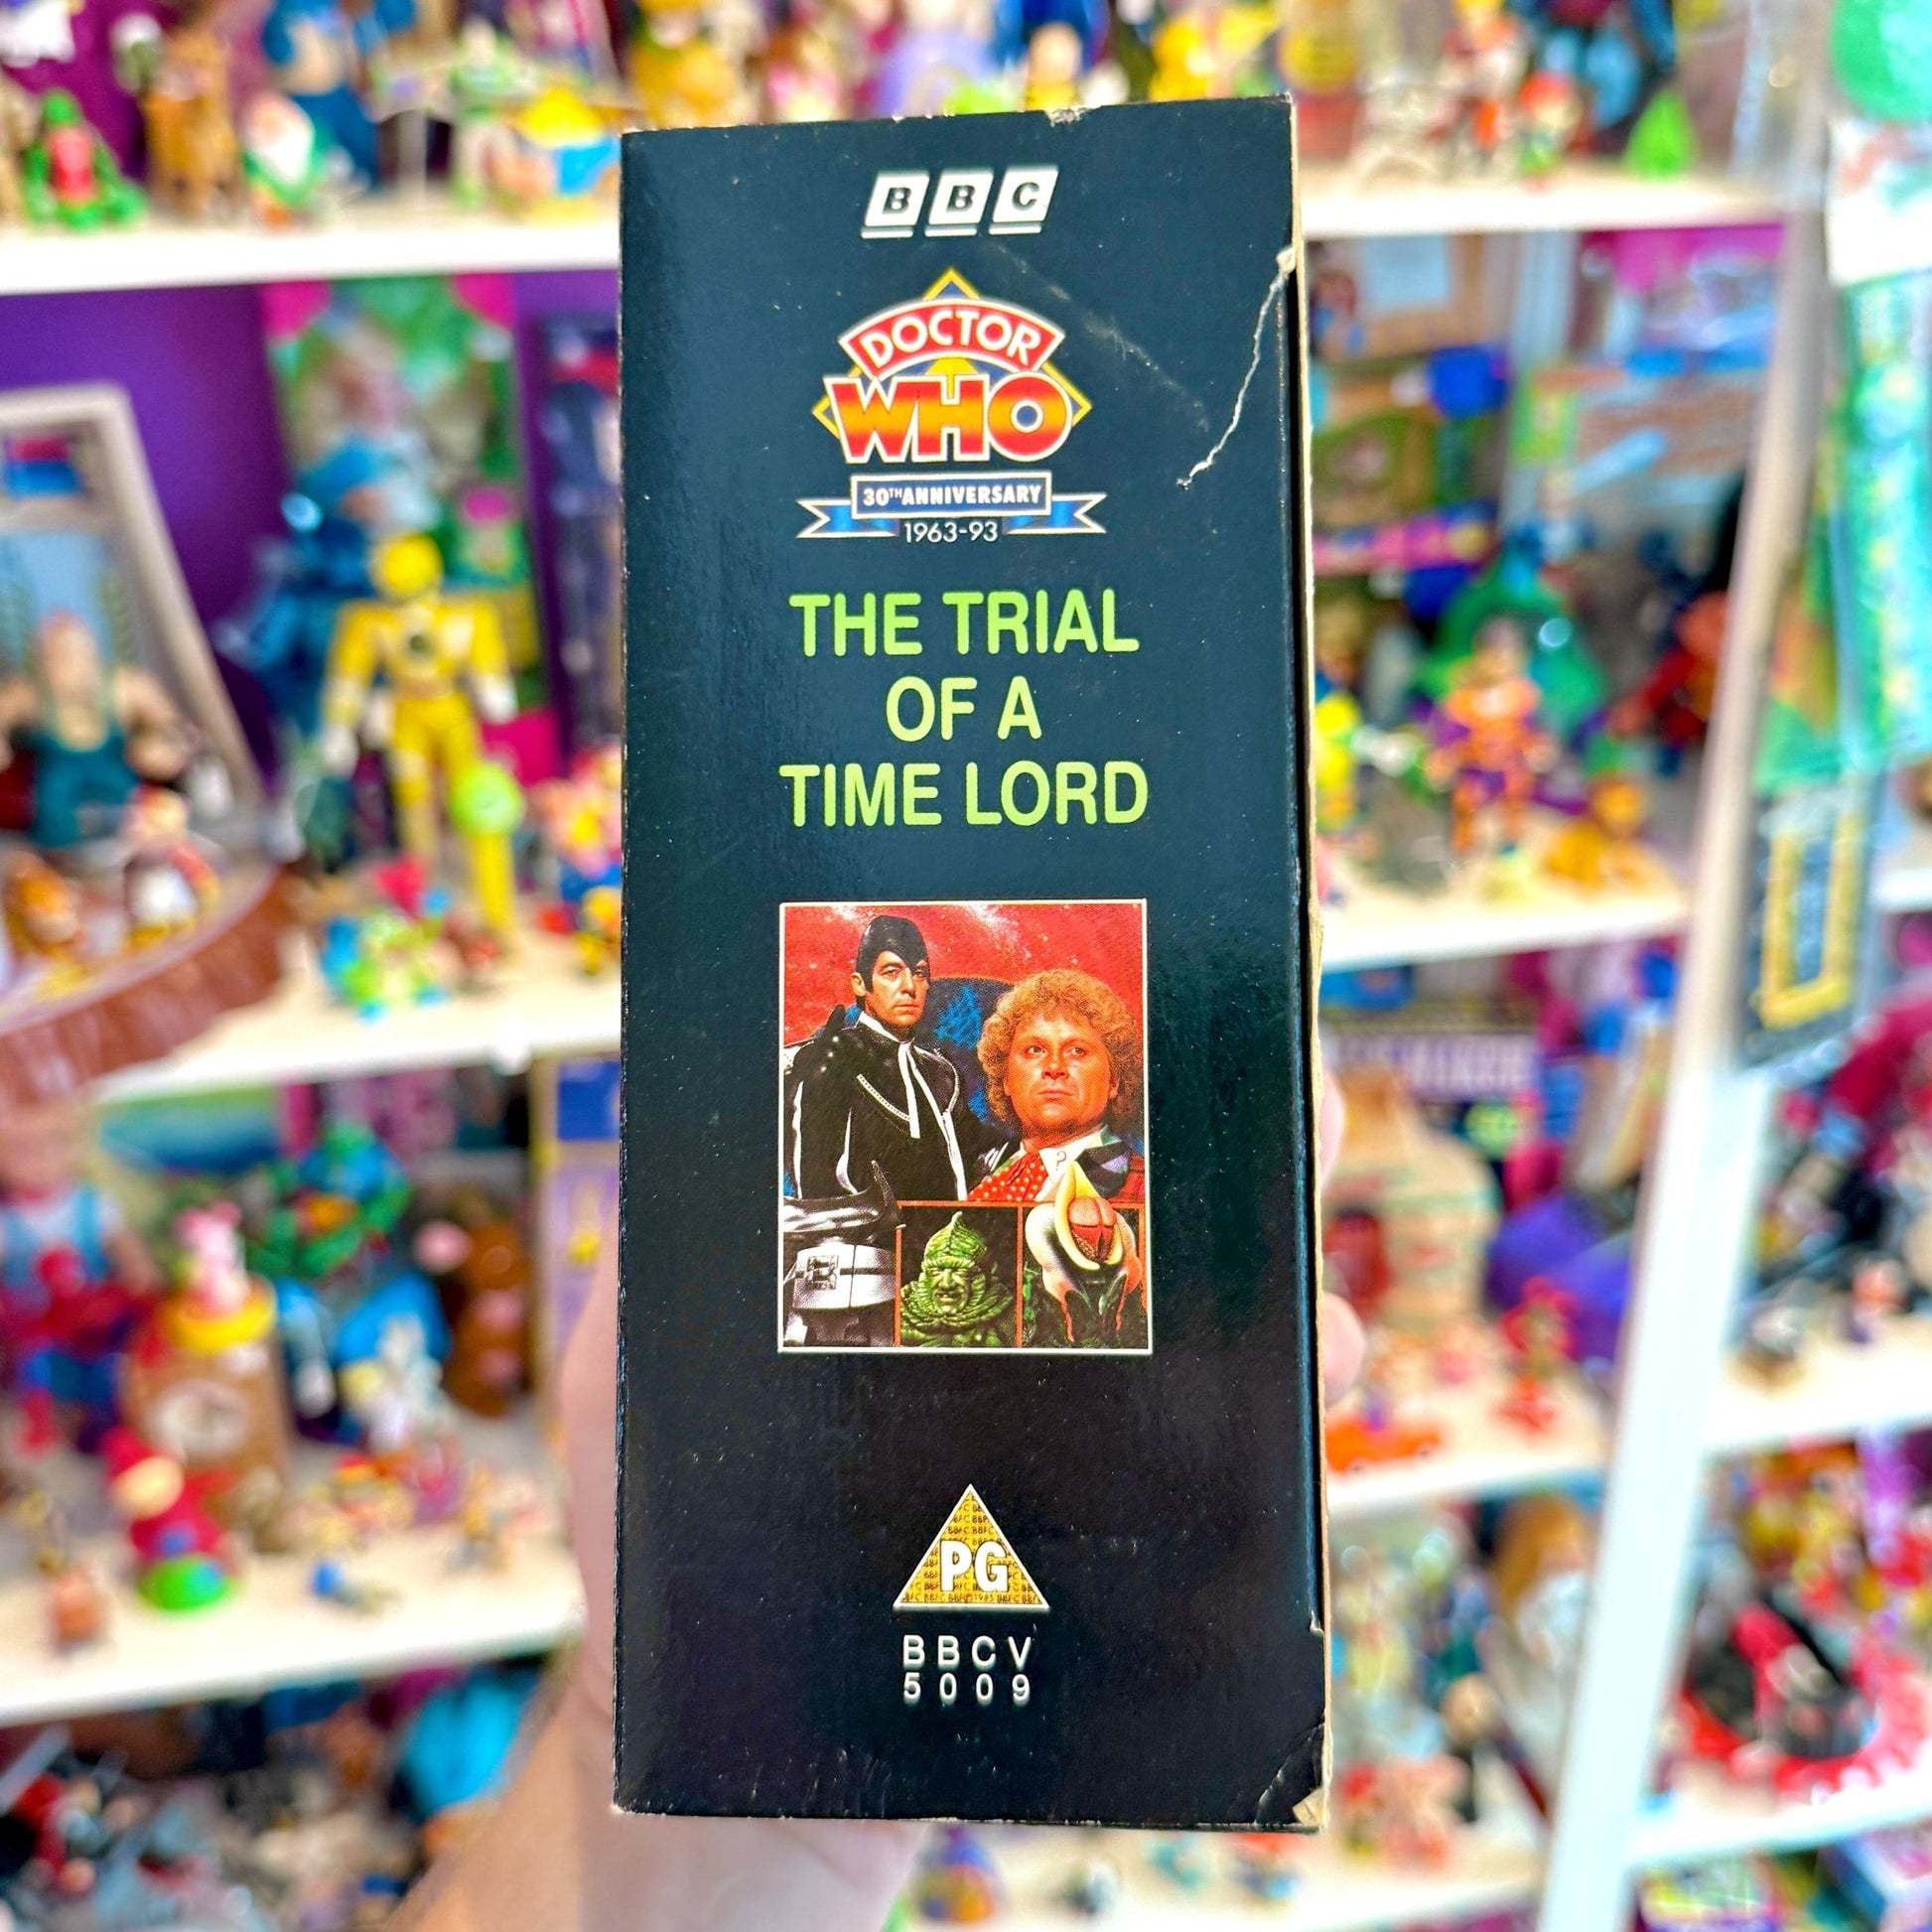 BBC
DOCTOR
WHO
30TH ANNIVERSARY
1963-93
THE TRIAL
OF A
TIME LORD
?
PG
BBCV
5009